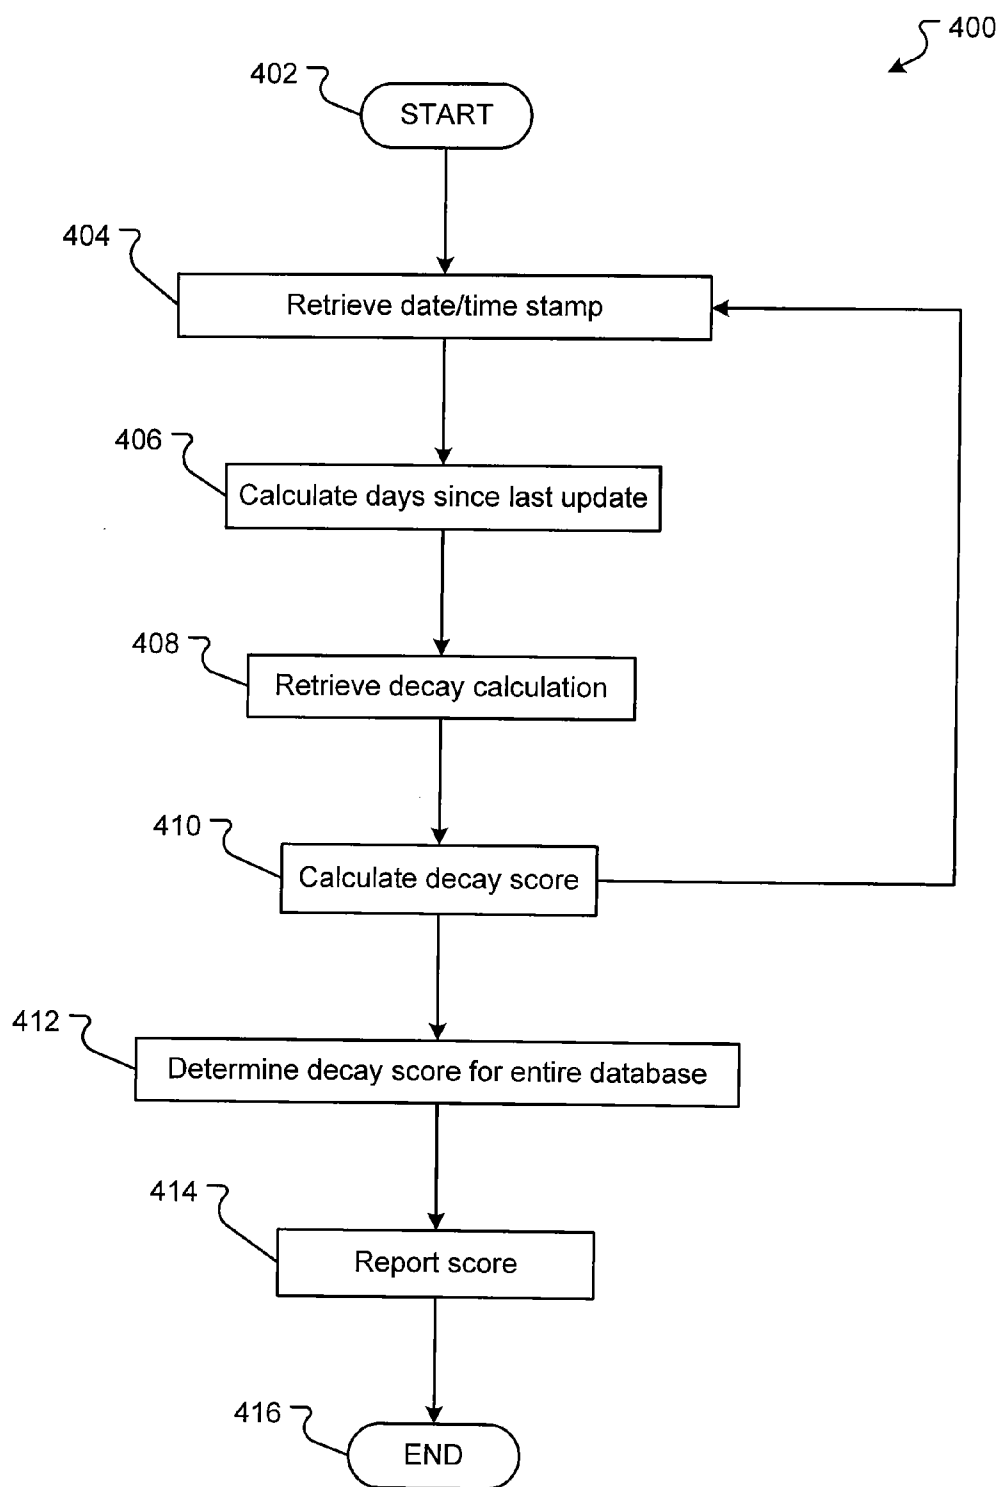 400
402
START
404
Retrieve date/time stamp
406
Calculate days since last update
408
Retrieve decay calculation
410
Calculate decay score
412
Determine decay score for entire database
414
Report score
416
END